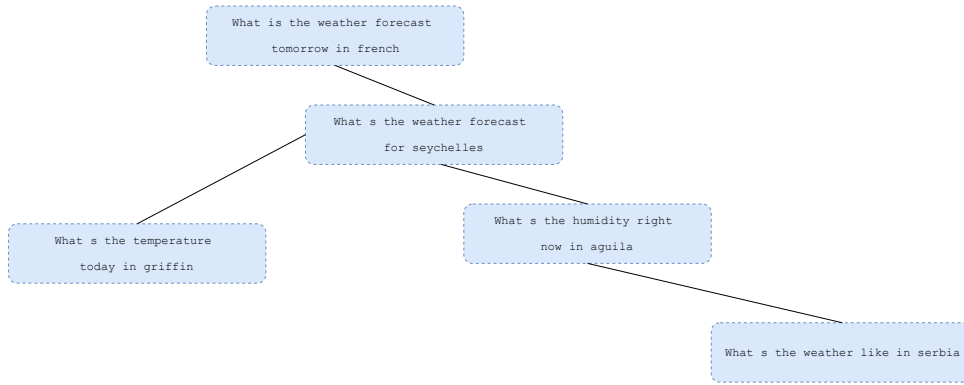 What is the weather forecast
tomorrow in french
What s the weather forecast
for seychelles
What s the humidity right
now in aguila
What s the temperature
today in griffin
What s the weather like in serbia